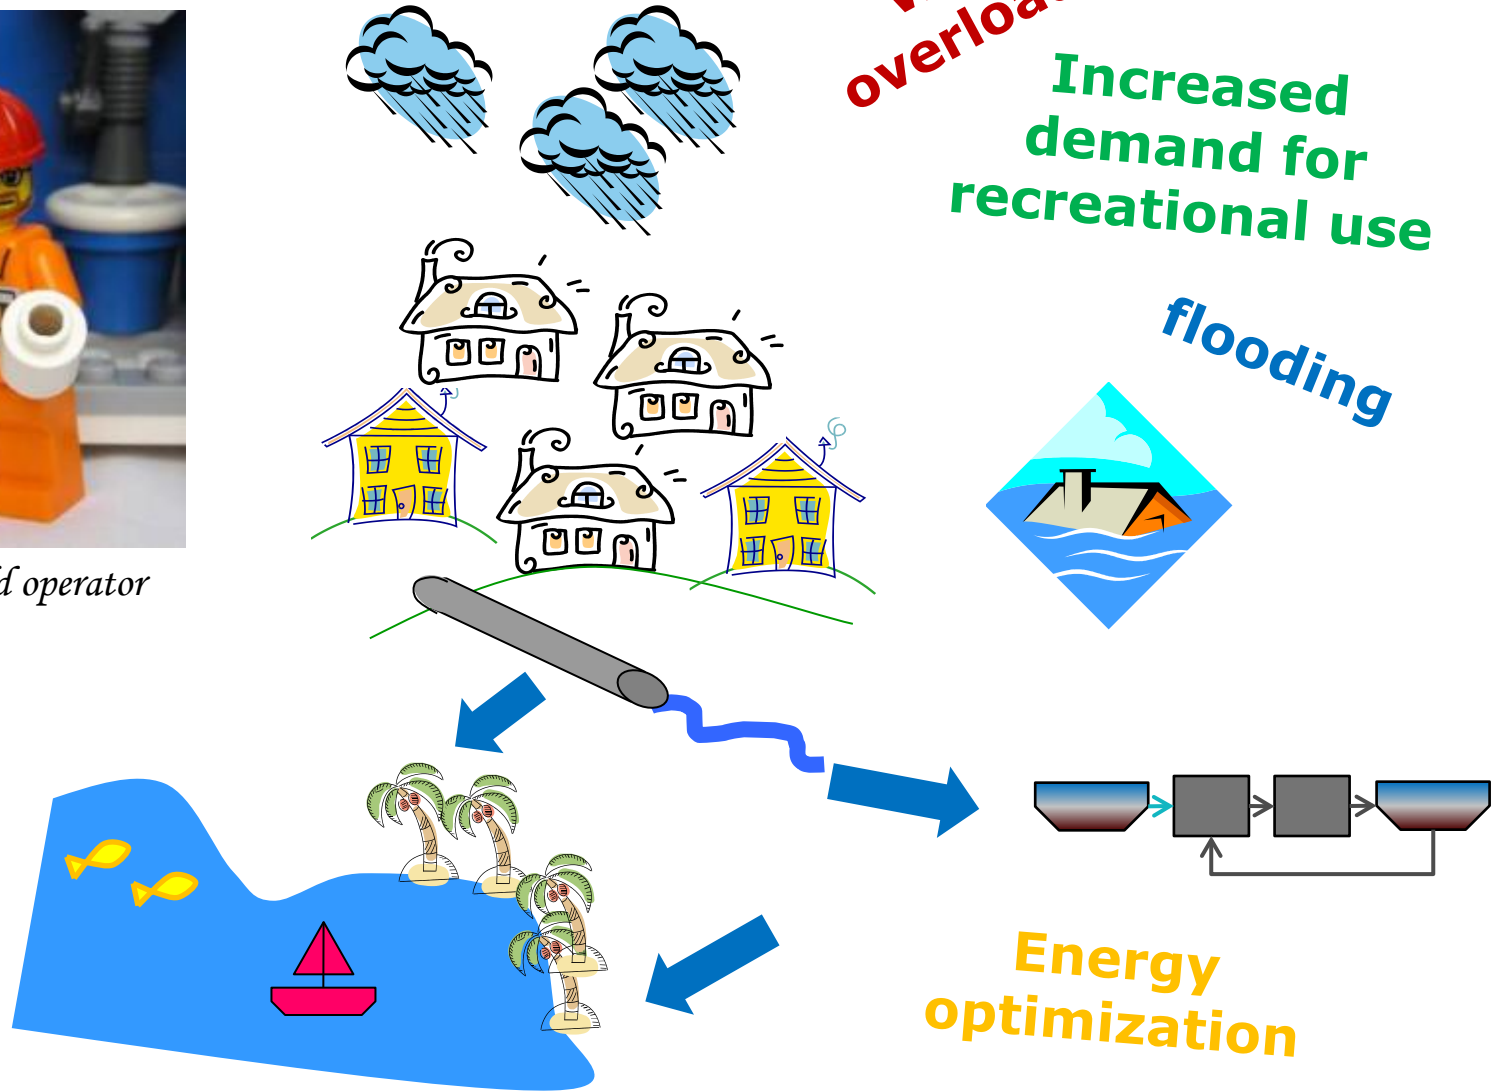 overloa
Increased
demand for
recreational use
flooding
d operator
Energy
optimization